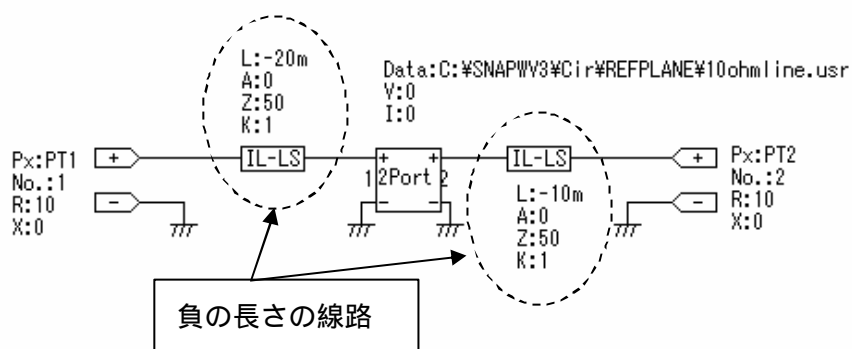 L:-20m
A:0
Z:50
K:1
Data:C:¥SNAPWV3¥Cir¥REFPLANE¥10ohmline.usr
V:0
I:0
Px:PT1
No.:1
R:10
X:0
+
-
IL-LS
+ +
1 2Port 2
- -
IL-LS
L:-10m
A:0
Z:50
K:1
+
-
Px:PT2
No.:2
R:10
X:0
負の長さの線路